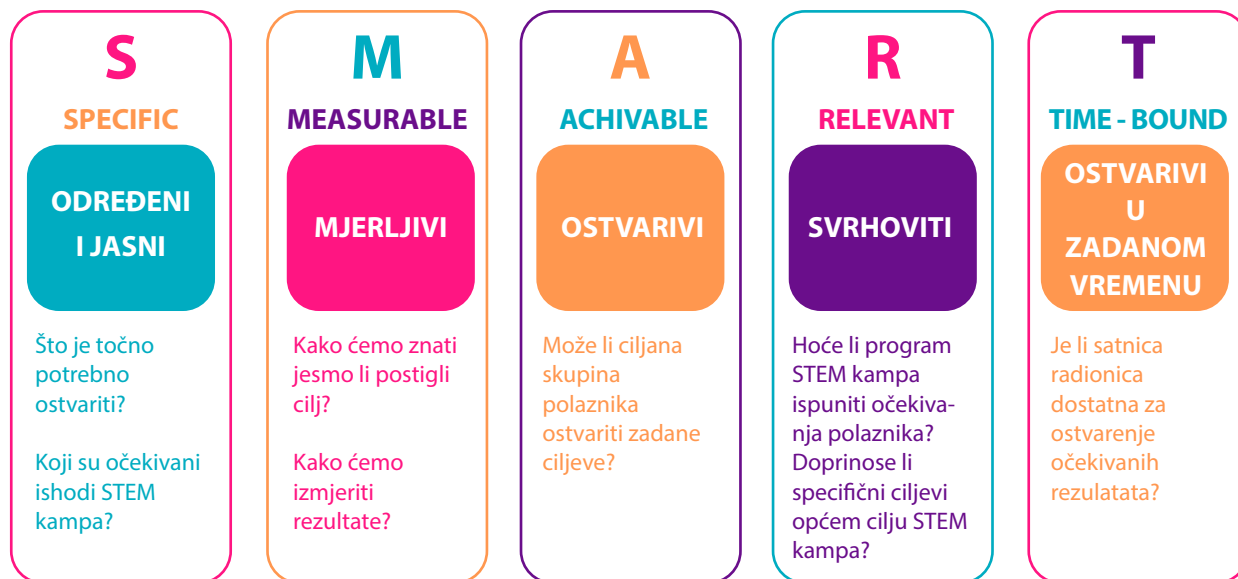 S
SPECIFIC
ODREĐENI
I JASNI
Što je točno
potrebno
ostvariti?
Koji su očekivani
ishodi STEM
kampa?
M
MEASURABLE
MJERLJIVI
Kako ćemo znati
jesmo li postigli
cilj?
Kako ćemo
izmjeriti
rezultate?
A
ACHIVABLE
OSTVARIVI
Može li ciljana
skupina
polaznika
ostvariti zadane
ciljeve?
R
RELEVANT
SVRHOVITI
Hoće li program
STEM kampa
ispuniti očekiva-
nja polaznika?
Doprinose li
specifični ciljevi
općem cilju STEM
kampa?
T
TIME - BOUND
OSTVARIVI
U
ZADANOM
VREMENU
Je li satnica
radionica
dostatna za
ostvarenje
očekivanih
rezulatata?